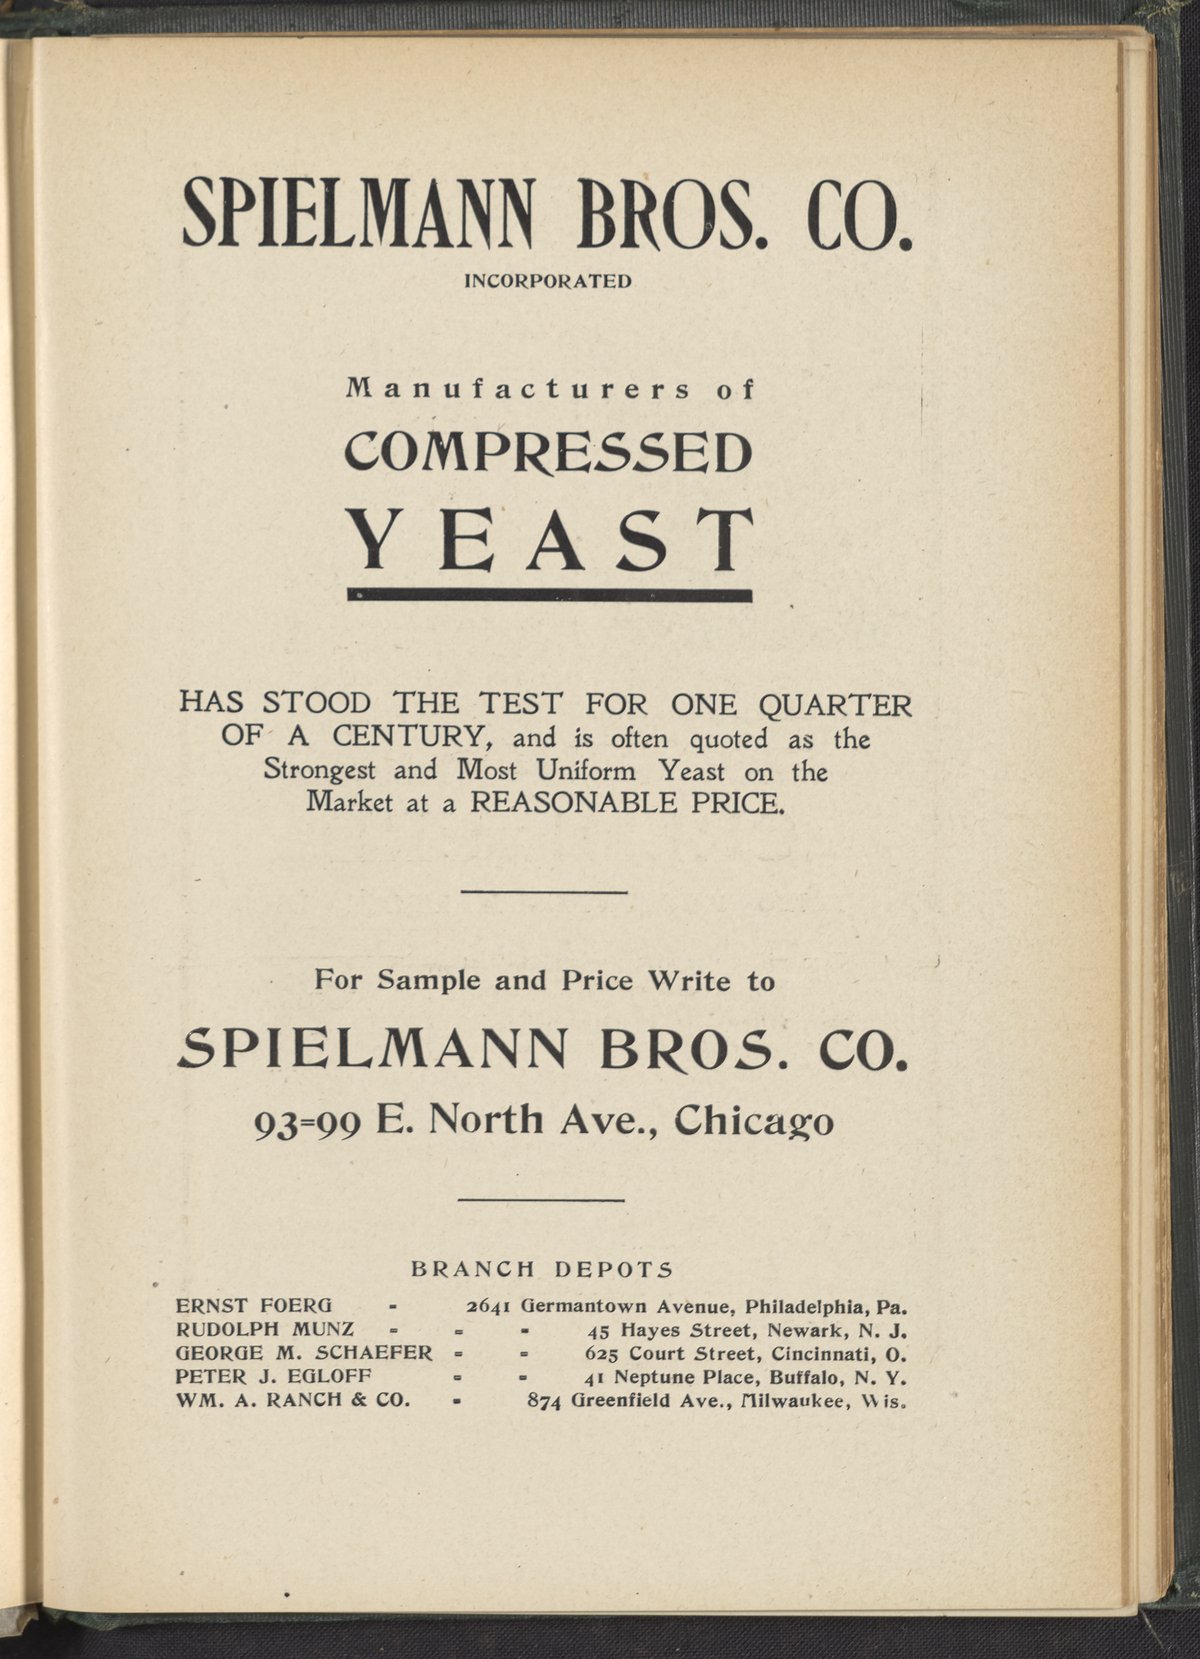 SPIELMANN BROS. CO.
INCORPORATED
Manufacturers of
COMPRESSED
YEAST
HAS STOOD THE TEST FOR ONE QUARTER
OF A CENTURY, and is often quoted as the
Strongest and Most Uniform Yeast on the
Market at a REASONABLE PRICE.
For Sample and Price Write to
SPIELMANN BROS. CO.
93=99 E. North Ave., Chicago
BRANCH DEPOTS
ERNST FOERG - 2641 Germantown Avenue, Philadelphia, Pa.
RUDOLPH MUNZ - - - 45 Hayes Street, Newark, N. J.
GEORGE M. SCHAEFER - - 625 Court Street, Cincinnati, O.
PETER J. EGLOFF - - 41 Neptune Place, Buffalo, N. Y.
WM. A. RANCH & CO. - 874 Greenfield Ave., Milwaukee, Wis.